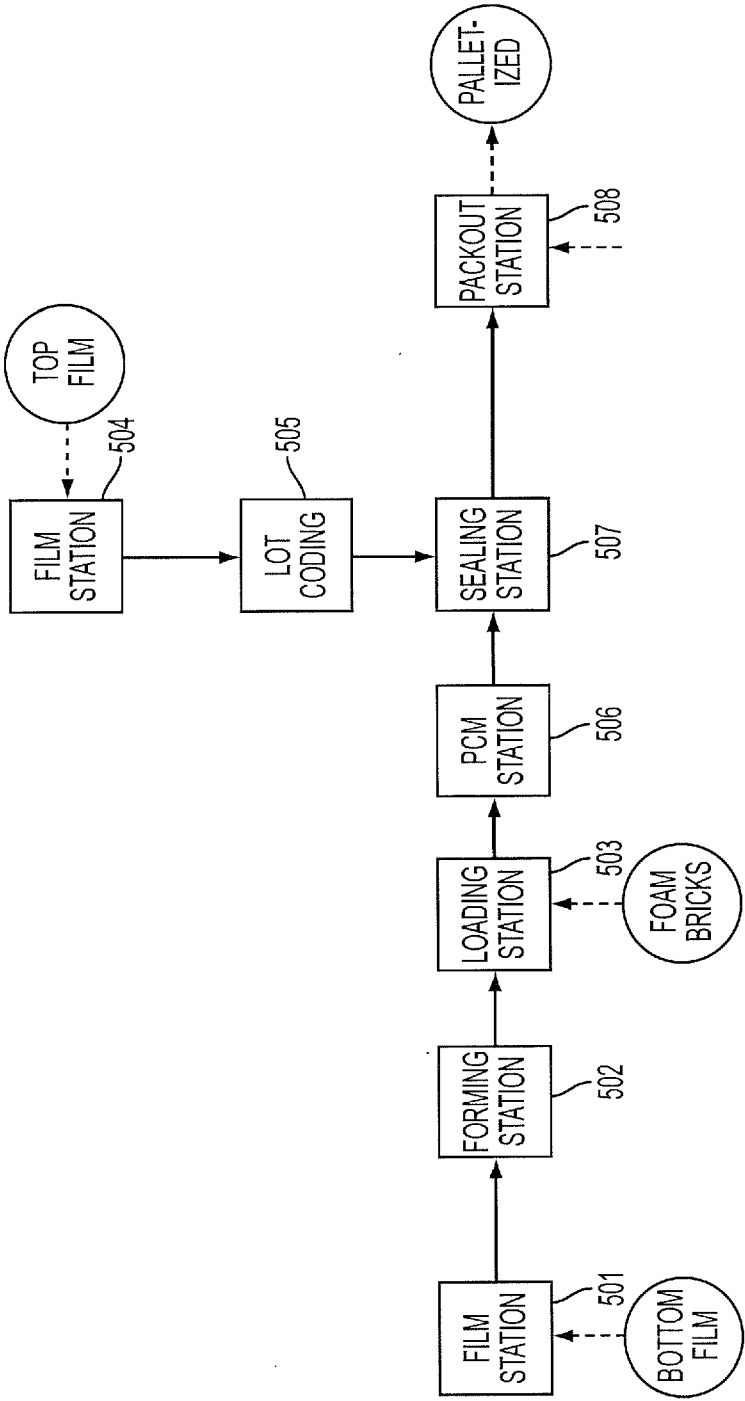 BOTTOM
FILM
FILM
STATION
501
FORMING
STATION
502
FOAM
BRICKS
LOADING
STATION
503
PCM
STATION
506
TOP
FILM
FILM
STATION
504
LOT
CODING
505
SEALING
STATION
507
PACKOUT
STATION
508
PALLET-
IZED